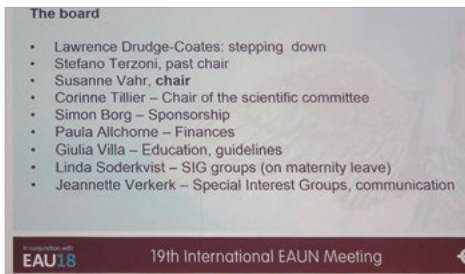 The board
• Lawrence Drudge-Coates: stepping down
• Stefano Terzoni, past chair
• Susanne Vahr, chair
• Corinne Tillier – Chair of the scientific committee
• Simon Borg – Sponsorship
• Paula Allchorne – Finances
• Giulia Villa – Education, guidelines
• Linda Soderkvist – SIG groups (on maternity leave)
• Jeannette Verkerk – Special Interest Groups, communication
in conjunction with
EAU18
19th International EAUN Meeting